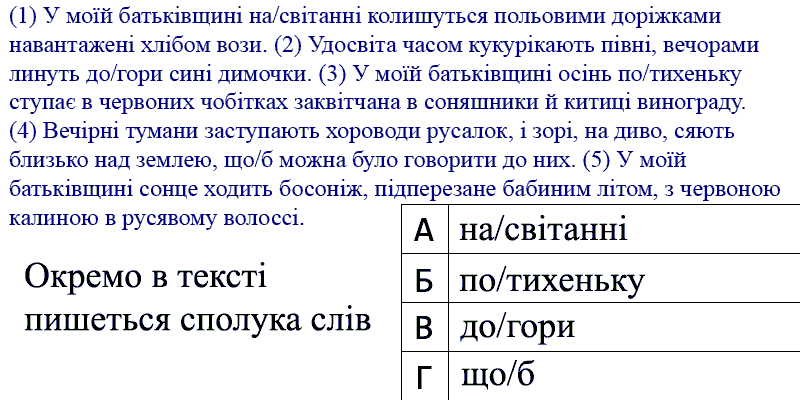 (1) У моїй батьківщині на/світанні колишуться польовими доріжками
навантажені хлібом вози. (2) Удосвіта часом кукурікають півні, вечорами
линуть до/гори сині димочки. (3) У моїй батьківщині осінь по/тихеньку
ступає в червоних чобітках заквітчана в соняшники й китиці винограду.
(4) Вечірні тумани заступають хороводи русалок, і зорі, на диво, сяють
близько над землею, що/б можна було говорити до них. (5) У моїй
батьківщині сонце ходить босоніж, підперезане бабиним літом, з червоною
калиною в русявому волоссі.
Окремо в тексті
пишеться сполука слів
А на/світанні
Б по/тихеньку
В до/гори
Г що/б